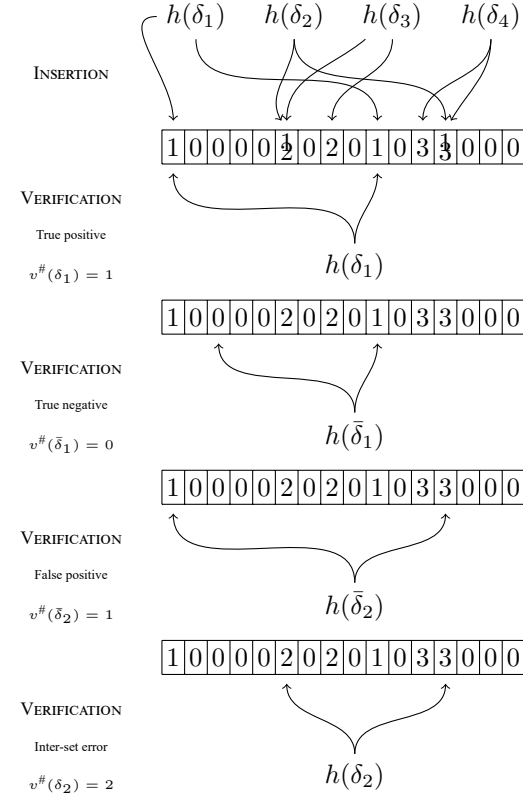 h(δ₁) h(δ₂) h(δ₃) h(δ₄)
INSERTION
1 0 0 0 0 1 2 0 2 0 1 0 3 1 3 0 0 0
VERIFICATION
True positive
v#(δ₁) = 1
h(δ₁)
1 0 0 0 0 2 0 2 0 1 0 3 3 0 0 0
VERIFICATION
True negative
v#(δ̄₁) = 0
h(δ̄₁)
1 0 0 0 0 2 0 2 0 1 0 3 3 0 0 0
VERIFICATION
False positive
v#(δ̄₂) = 1
h(δ̄₂)
1 0 0 0 0 2 0 2 0 1 0 3 3 0 0 0
VERIFICATION
Inter-set error
v#(δ₂) = 2
h(δ₂)